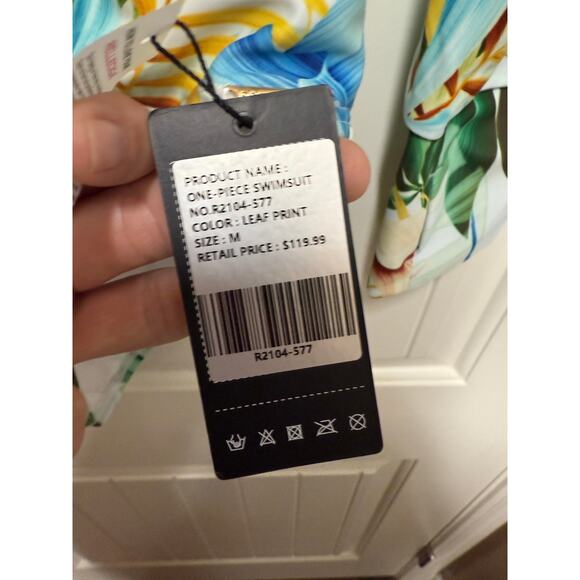 PRODUCT NAME :
ONE-PIECE SWIMSUIT
NO.R2104-577
COLOR : LEAF PRINT
SIZE : M
RETAIL PRICE : $119.99
R2104-577